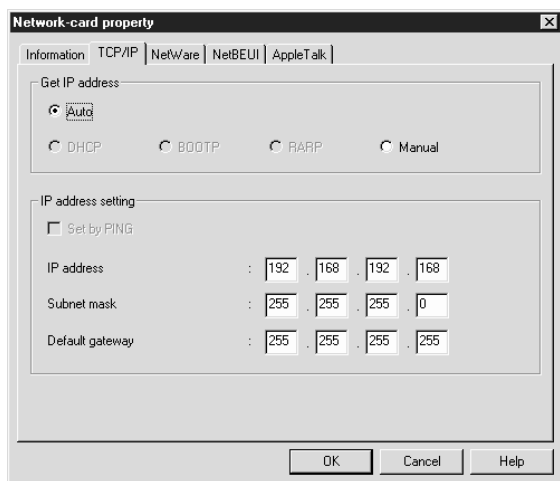 Network-card property
Information TCP/IP NetWare NetBEUI AppleTalk
Get IP address
Auto
DHCP BOOTP RARP Manual
IP address setting
Set by PING
IP address : 192 . 168 . 192 . 168
Subnet mask : 255 . 255 . 255 . 0
Default gateway : 255 . 255 . 255 . 255
OK Cancel Help